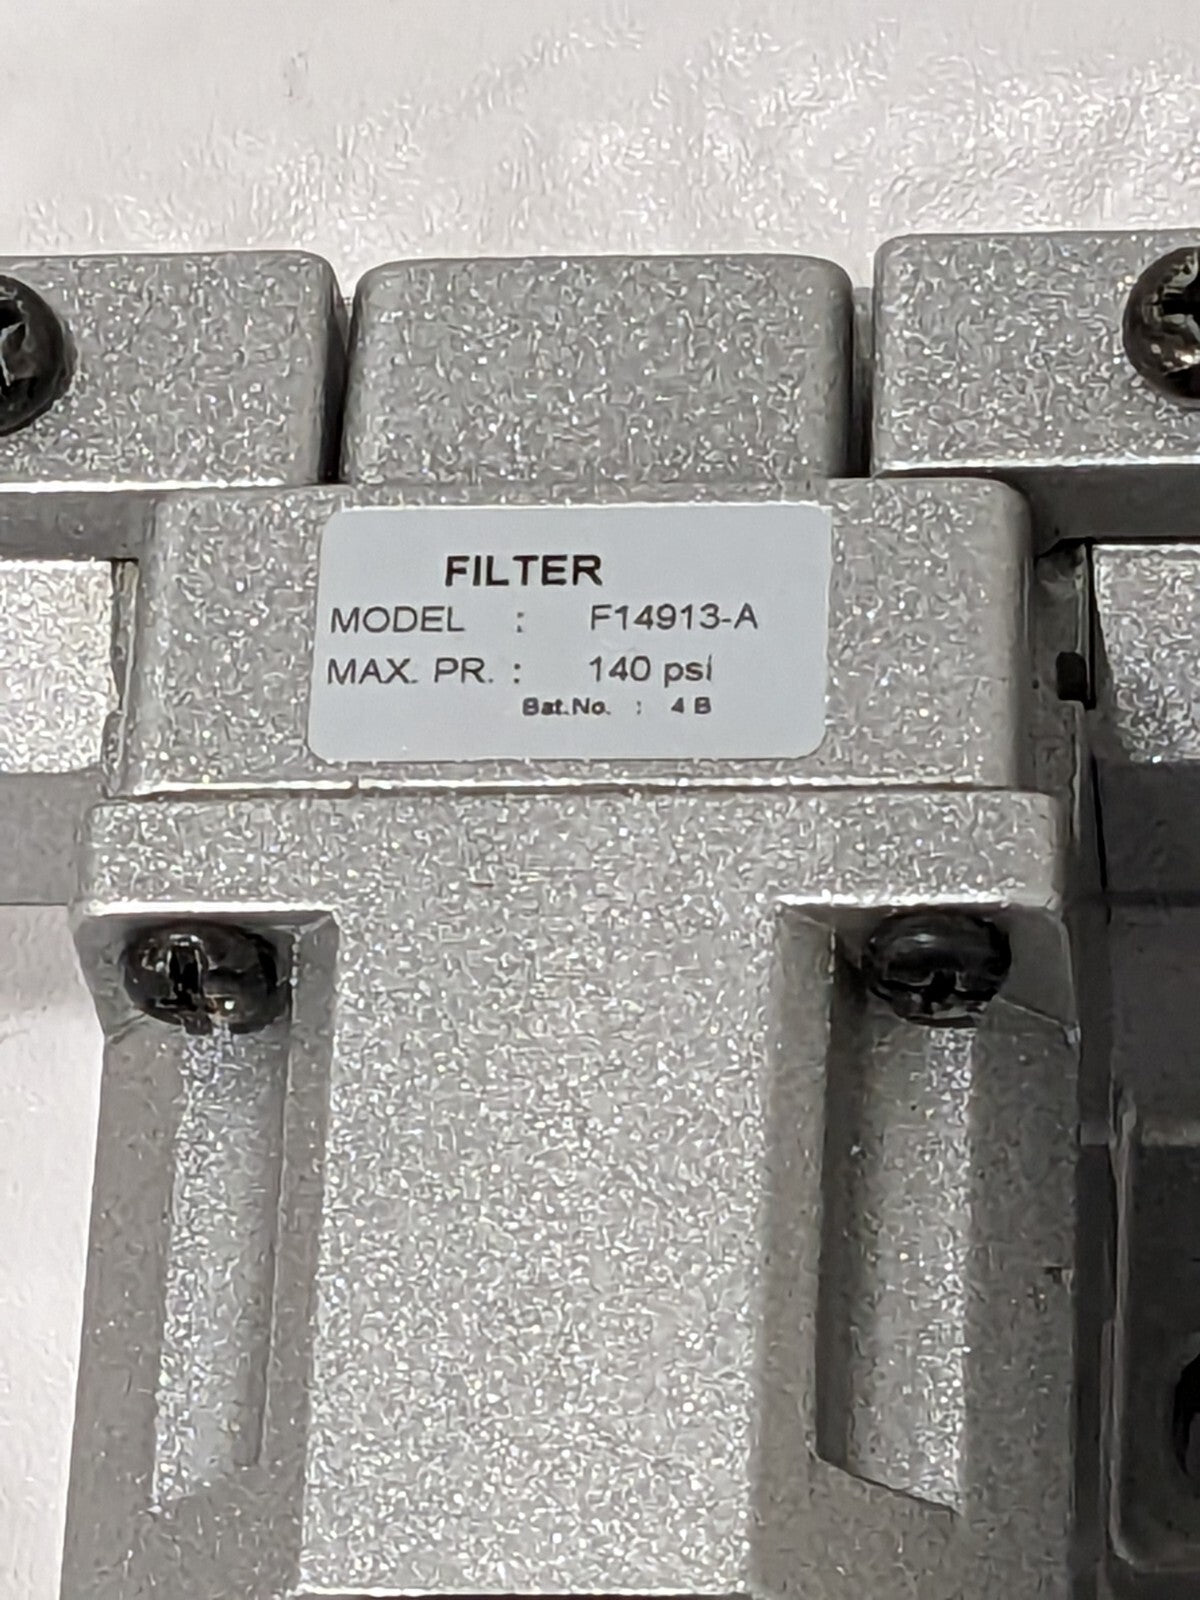 FILTER
MODEL : F14913-A
MAX. PR. : 140 psi
Bat.No. : 4 B